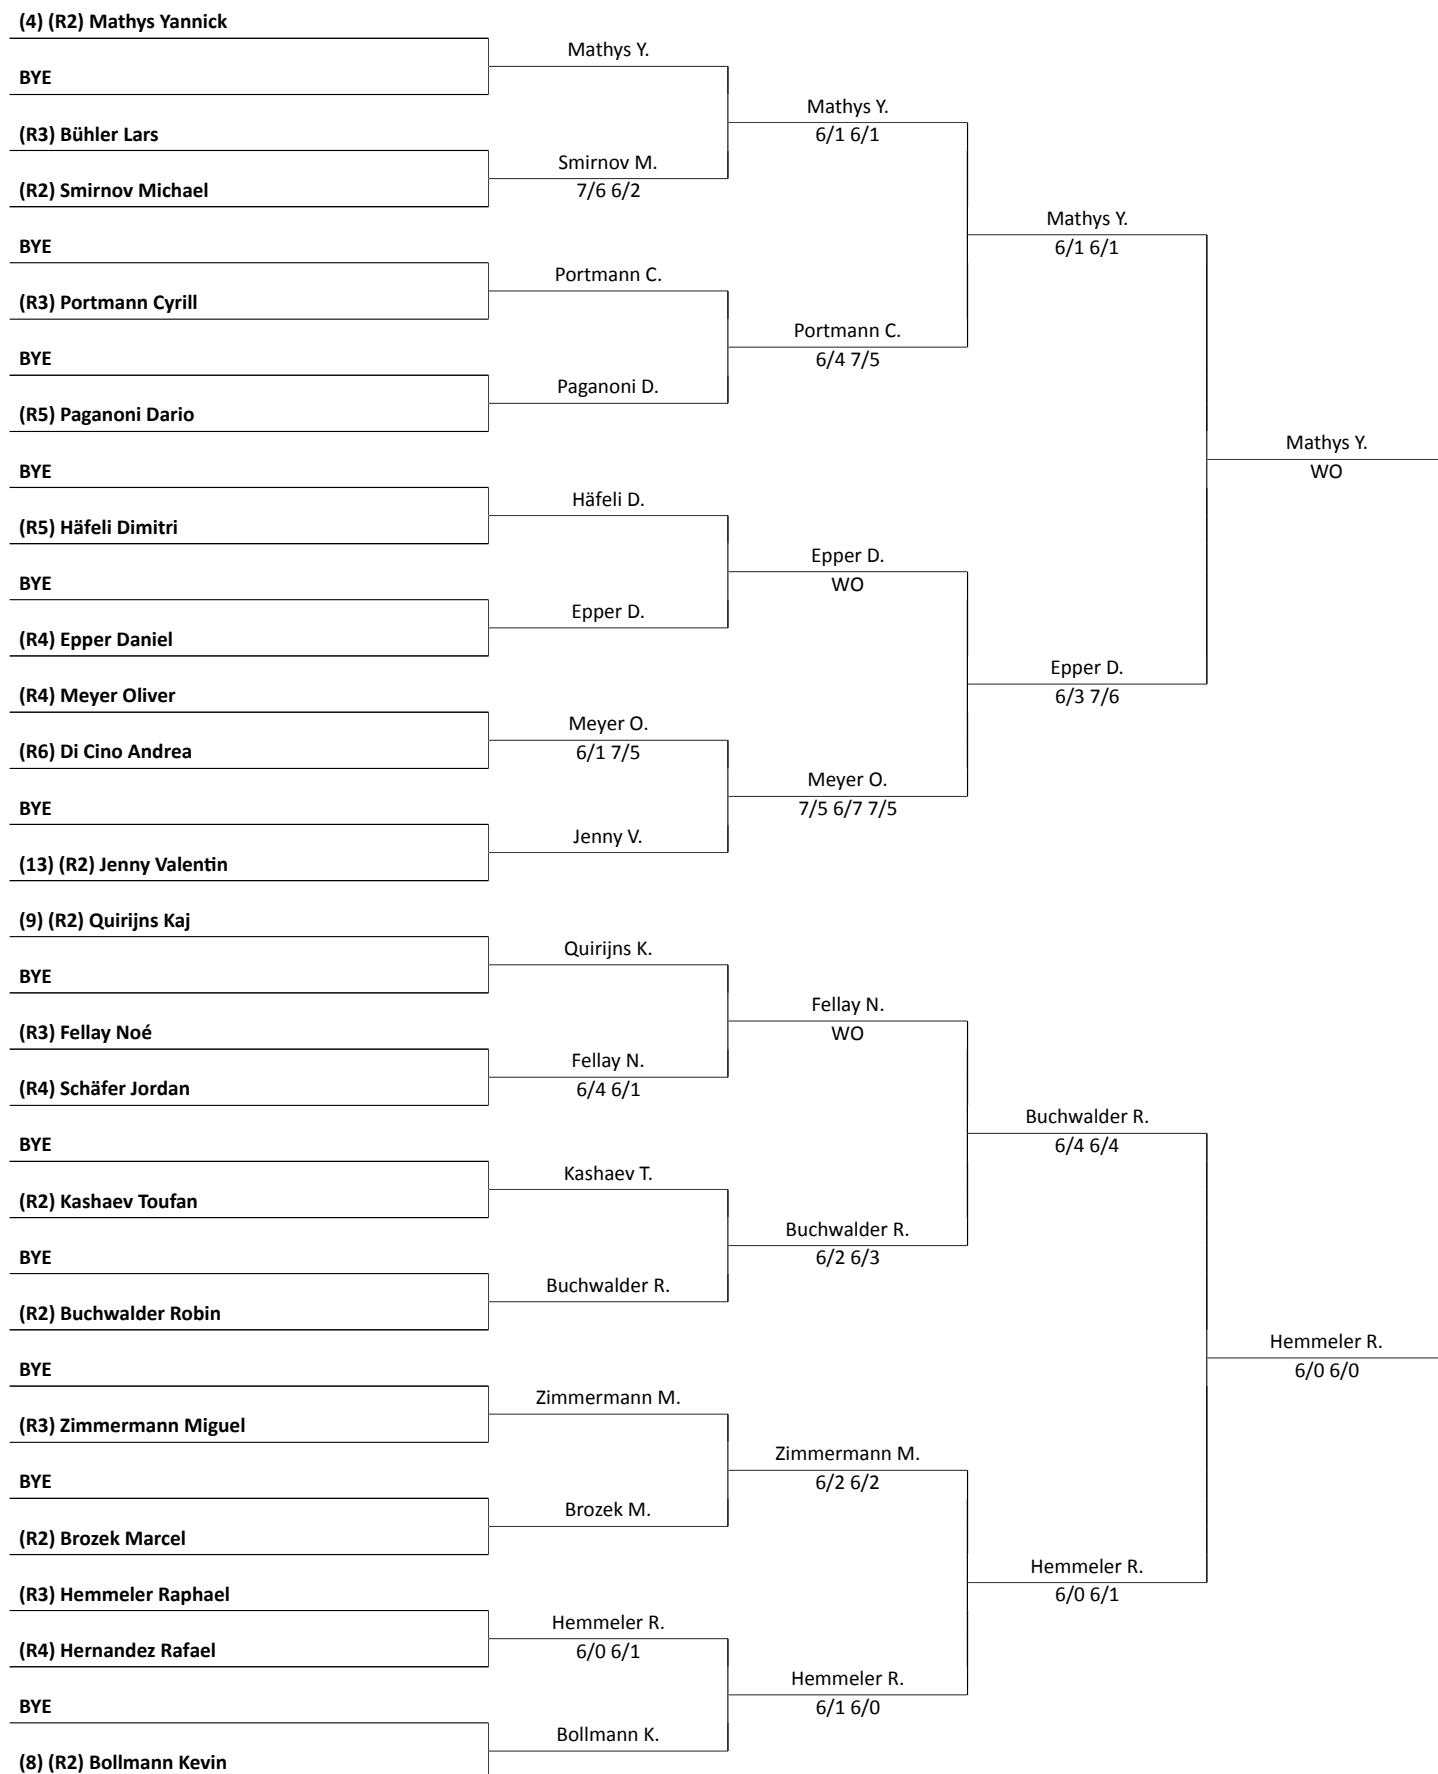 (4) (R2) Mathys Yannick
BYE
(R3) Bühler Lars
(R2) Smirnov Michael
BYE
(R3) Portmann Cyrill
BYE
(R5) Paganoni Dario
BYE
(R5) Häfeli Dimitri
BYE
(R4) Epper Daniel
(R4) Meyer Oliver
(R6) Di Cino Andrea
BYE
(13) (R2) Jenny Valentin
(9) (R2) Quirijns Kaj
BYE
(R3) Fellay Noé
(R4) Schäfer Jordan
BYE
(R2) Kashaev Toufan
BYE
(R2) Buchwalder Robin
BYE
(R3) Zimmermann Miguel
BYE
(R2) Brozek Marcel
(R3) Hemmeler Raphael
(R4) Hernandez Rafael
BYE
(8) (R2) Bollmann Kevin
Mathys Y.
Smirnov M.
7/6 6/2
Portmann C.
Paganoni D.
Häfeli D.
Epper D.
Meyer O.
6/1 7/5
Jenny V.
Quirijns K.
Fellay N.
6/4 6/1
Kashaev T.
Buchwalder R.
Zimmermann M.
Brozek M.
Hemmeler R.
6/0 6/1
Bollmann K.
Mathys Y.
6/1 6/1
Portmann C.
6/4 7/5
Epper D.
WO
Meyer O.
7/5 6/7 7/5
Fellay N.
WO
Buchwalder R.
6/2 6/3
Zimmermann M.
6/2 6/2
Hemmeler R.
6/1 6/0
Mathys Y.
6/1 6/1
Epper D.
6/3 7/6
Buchwalder R.
6/4 6/4
Hemmeler R.
6/0 6/1
Mathys Y.
WO
Hemmeler R.
6/0 6/0